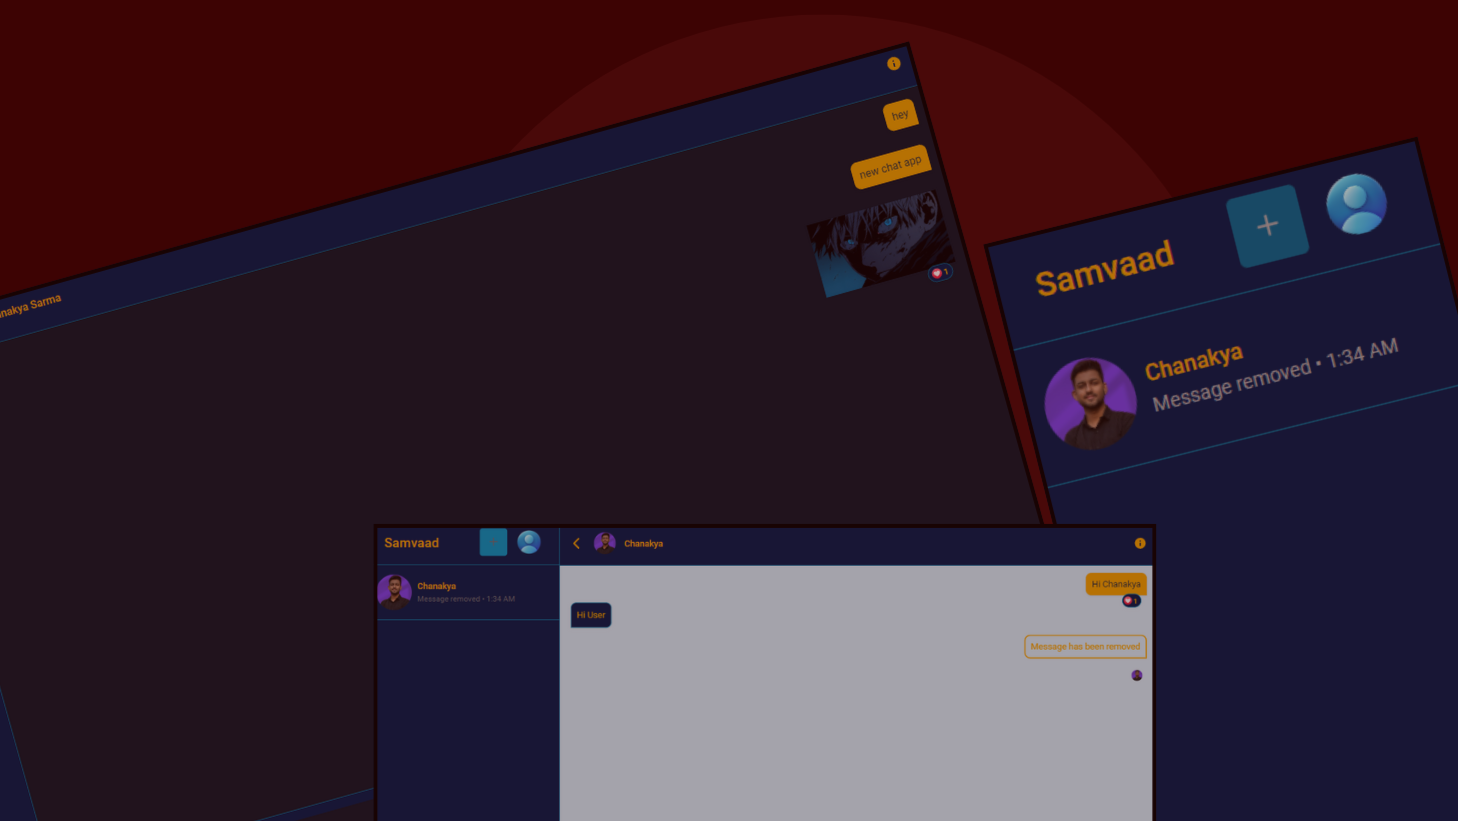 hey
new chat app
1
nakya Sarma
Samvaad
+
Chanakya
Message removed • 1:34 AM
Samvaad
Chanakya
Message removed • 1:34 AM
Chanakya
Hi Chanakya
1
Hi User
Message has been removed